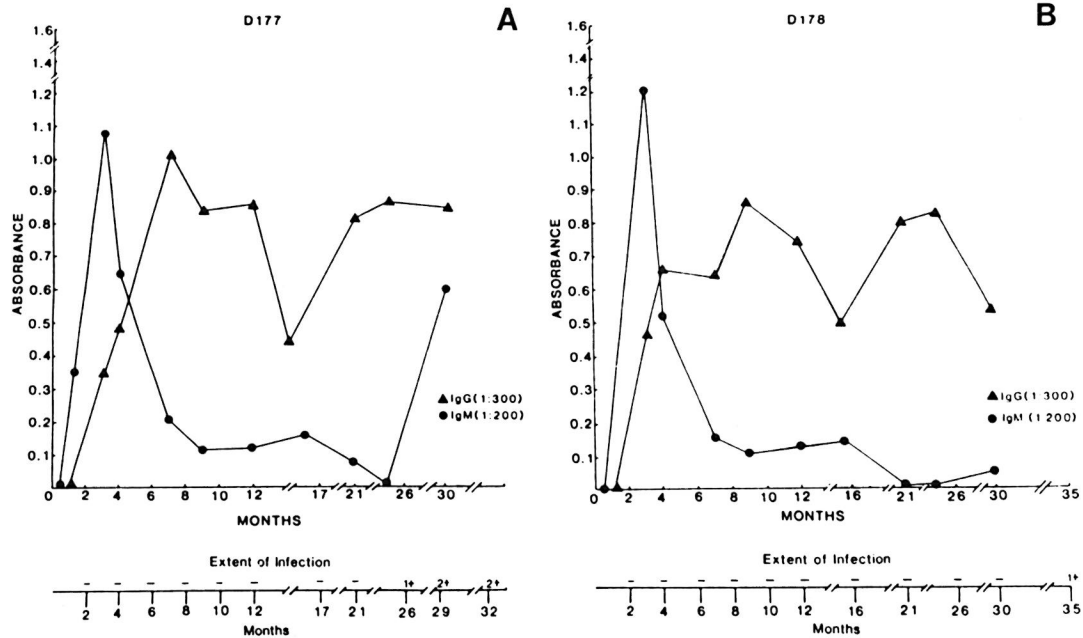 D177
A
1.6
1.4
1.2
1.1
1.0
0.9
0.8
0.7
0.6
0.5
0.4
0.3
0.2
0.1
ABSORBANCE
▲IgG(1:300)
●IgM(1:200)
0 2 4 6 8 10 12 17 21 26 30
MONTHS
Extent of Infection
– – – – – – – – 1+ 2+ 2+
2 4 6 8 10 12 17 21 26 29 32
Months
D178
B
1.6
1.4
1.2
1.1
1.0
0.9
0.8
0.7
0.6
0.5
0.4
0.3
0.2
0.1
ABSORBANCE
▲IgG(1 300)
●IgM(1 200)
0 2 4 6 8 10 12 16 21 26 30 35
MONTHS
Extent of Infection
– – – – – – – – – – 1+
2 4 6 8 10 12 16 21 26 30 35
Months